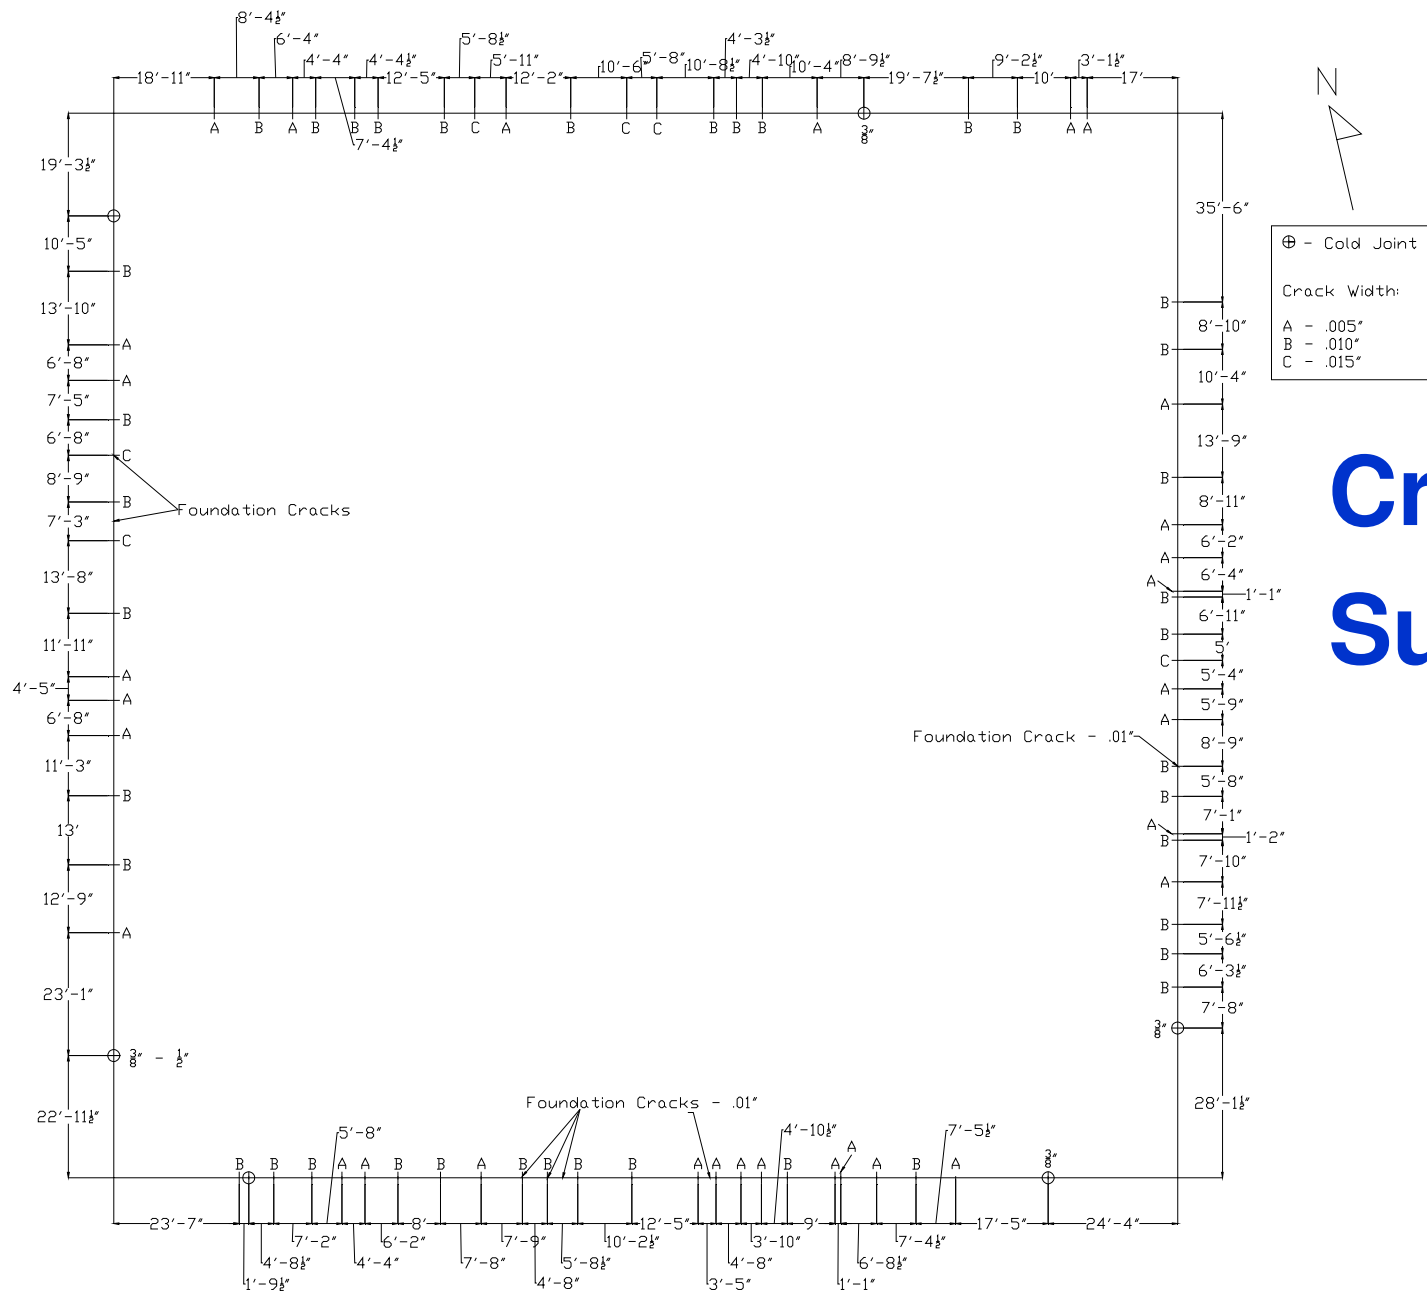 8'-4½"
6'-4"
5'-8½"
4'-3½"
4'-4"
4'-4½"
5'-11"
10'-6"
5'-8"
10'-8½"
4'-10"
10'-4"
8'-9½"
9'-2½"
3'-1½"
18'-11"
12'-5"
12'-2"
19'-7½"
10'
17'
A B A B B B B C A B C C B B B A ⅜" B B A A
7'-4½"
N
19'-3½"
10'-5"
B
13'-10"
A
6'-8"
A
7'-5"
B
6'-8"
C
8'-9"
B
7'-3"
C
13'-8"
B
11'-11"
A
4'-5"
A
6'-8"
A
11'-3"
B
13'
B
12'-9"
A
23'-1"
⅜" - ½"
22'-11½"
Foundation Cracks
35'-6"
B
8'-10"
B
10'-4"
A
13'-9"
B
8'-11"
A
6'-2"
A
6'-4"
A
1'-1"
B
6'-11"
B
5'
C
5'-4"
A
5'-9"
A
8'-9"
Foundation Crack - .01"
B
5'-8"
B
7'-1"
A
1'-2"
B
7'-10"
A
7'-11½"
B
5'-6½"
B
6'-3½"
B
7'-8"
⅜"
28'-1½"
⊕ - Cold Joint
Crack Width:
A - .005"
B - .010"
C - .015"
Cr
Su
Foundation Cracks - .01"
5'-8"
4'-10½"
7'-5½"
A
⅜"
B B B A A B B A B B B B A A A A B A A B A
23'-7"
8'
12'-5"
9'
17'-5"
24'-4"
7'-2"
6'-2"
7'-9"
10'-2½"
3'-10"
7'-4½"
4'-8½"
4'-4"
7'-8"
5'-8½"
4'-8"
6'-8½"
1'-9½"
4'-8"
3'-5"
1'-1"